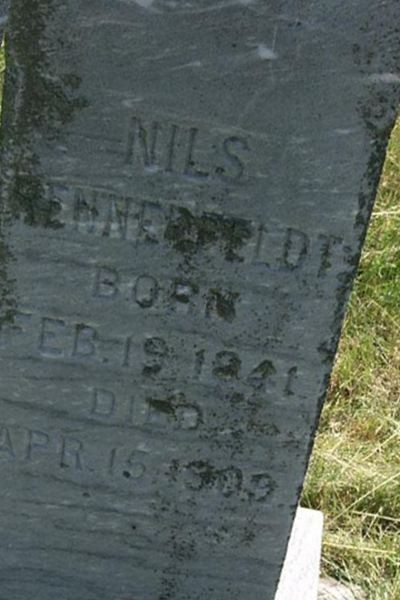 NILS
BORN
FEB. 19 1841
DIED
APR. 15. 1909